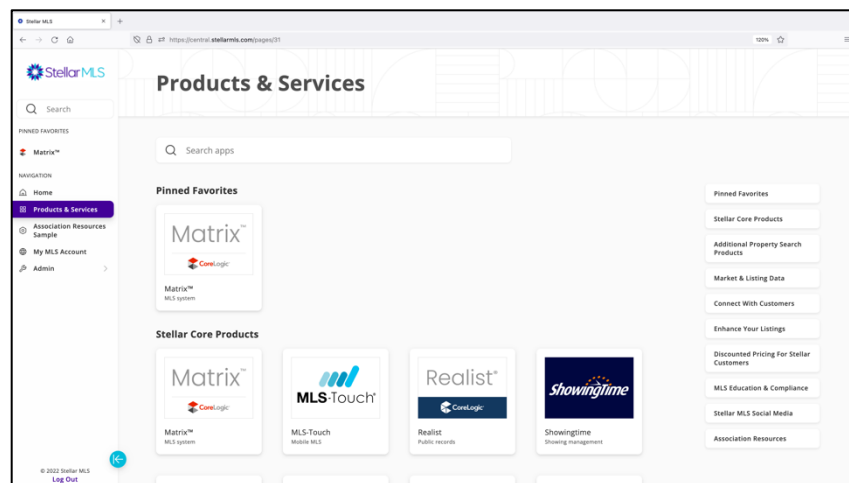 Stellar MLS
https://central.stellarmls.com/pages/31
120%
StellarMLS
Search
PINNED FAVORITES
Matrix™
NAVIGATION
Home
Products & Services
Association Resources
Sample
My MLS Account
Admin
© 2022 Stellar MLS
Log Out
Products & Services
Search apps
Pinned Favorites
Matrix™
CoreLogic
Matrix™
MLS system
Stellar Core Products
Matrix™
CoreLogic
Matrix™
MLS system
MLS-Touch®
MLS-Touch
Mobile MLS
Realist®
CoreLogic
Realist
Public records
ShowingTime
Showingtime
Showing management
Pinned Favorites
Stellar Core Products
Additional Property Search
Products
Market & Listing Data
Connect With Customers
Enhance Your Listings
Discounted Pricing For Stellar
Customers
MLS Education & Compliance
Stellar MLS Social Media
Association Resources